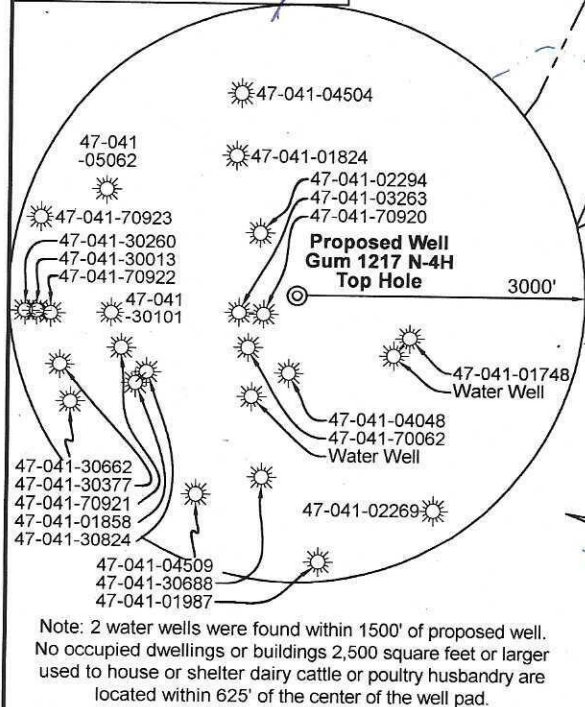 47-041-04504
47-041
-05062
47-041-01824
47-041-02294
47-041-03263
47-041-70920
47-041-70923
47-041-30260
47-041-30013
47-041-70922
Proposed Well
Gum 1217 N-4H
Top Hole
3000'
47-041
-30101
47-041-01748
Water Well
47-041-04048
47-041-70062
Water Well
47-041-30662
47-041-30377
47-041-70921
47-041-01858
47-041-30824
47-041-02269
47-041-04509
47-041-30688
47-041-01987
Note: 2 water wells were found within 1500' of proposed well.
No occupied dwellings or buildings 2,500 square feet or larger
used to house or shelter dairy cattle or poultry husbandry are
located within 625' of the center of the well pad.